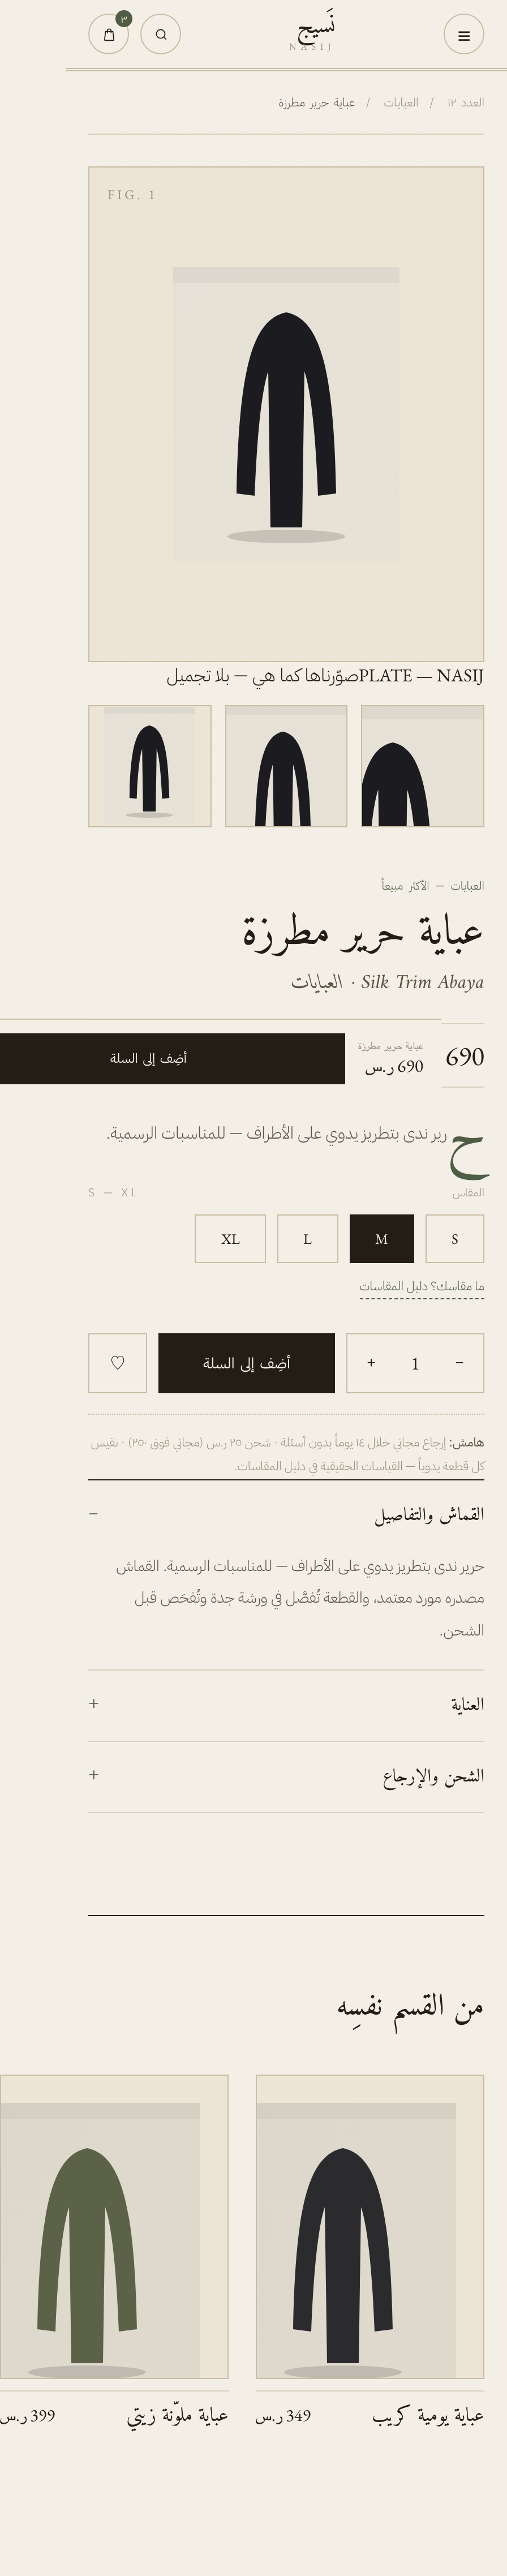 نَسيج
NASIJ
٣
العدد ١٢ / العبايات / عباية حرير مطرزة
FIG. 1
PLATE — NASIJصوّرناها كما هي — بلا تجميل
العبايات — الأكثر مبيعاً
عباية حرير مطرزة
Silk Trim Abaya · العبايات
690
عباية حرير مطرزة
690 ر.س
أضِف إلى السلة
حرير ندى بتطريز يدوي على الأطراف — للمناسبات الرسمية.
المقاس
S — XL
S
M
L
XL
ما مقاسك؟ دليل المقاسات
− 1 +
أضِف إلى السلة
♡
هامش: إرجاع مجاني خلال ١٤ يوماً بدون أسئلة · شحن ٢٥ ر.س (مجاني فوق ٢٥٠) · نقيس
كل قطعة يدوياً — القياسات الحقيقية في دليل المقاسات.
القماش والتفاصيل −
حرير ندى بتطريز يدوي على الأطراف — للمناسبات الرسمية. القماش
مصدره مورد معتمد، والقطعة تُفصَّل في ورشة جدة وتُفحَص قبل
الشحن.
العناية +
الشحن والإرجاع +
من القسم نفسِه
عباية يومية كريب
349 ر.س
عباية ملوّنة زيتي
399 ر.س